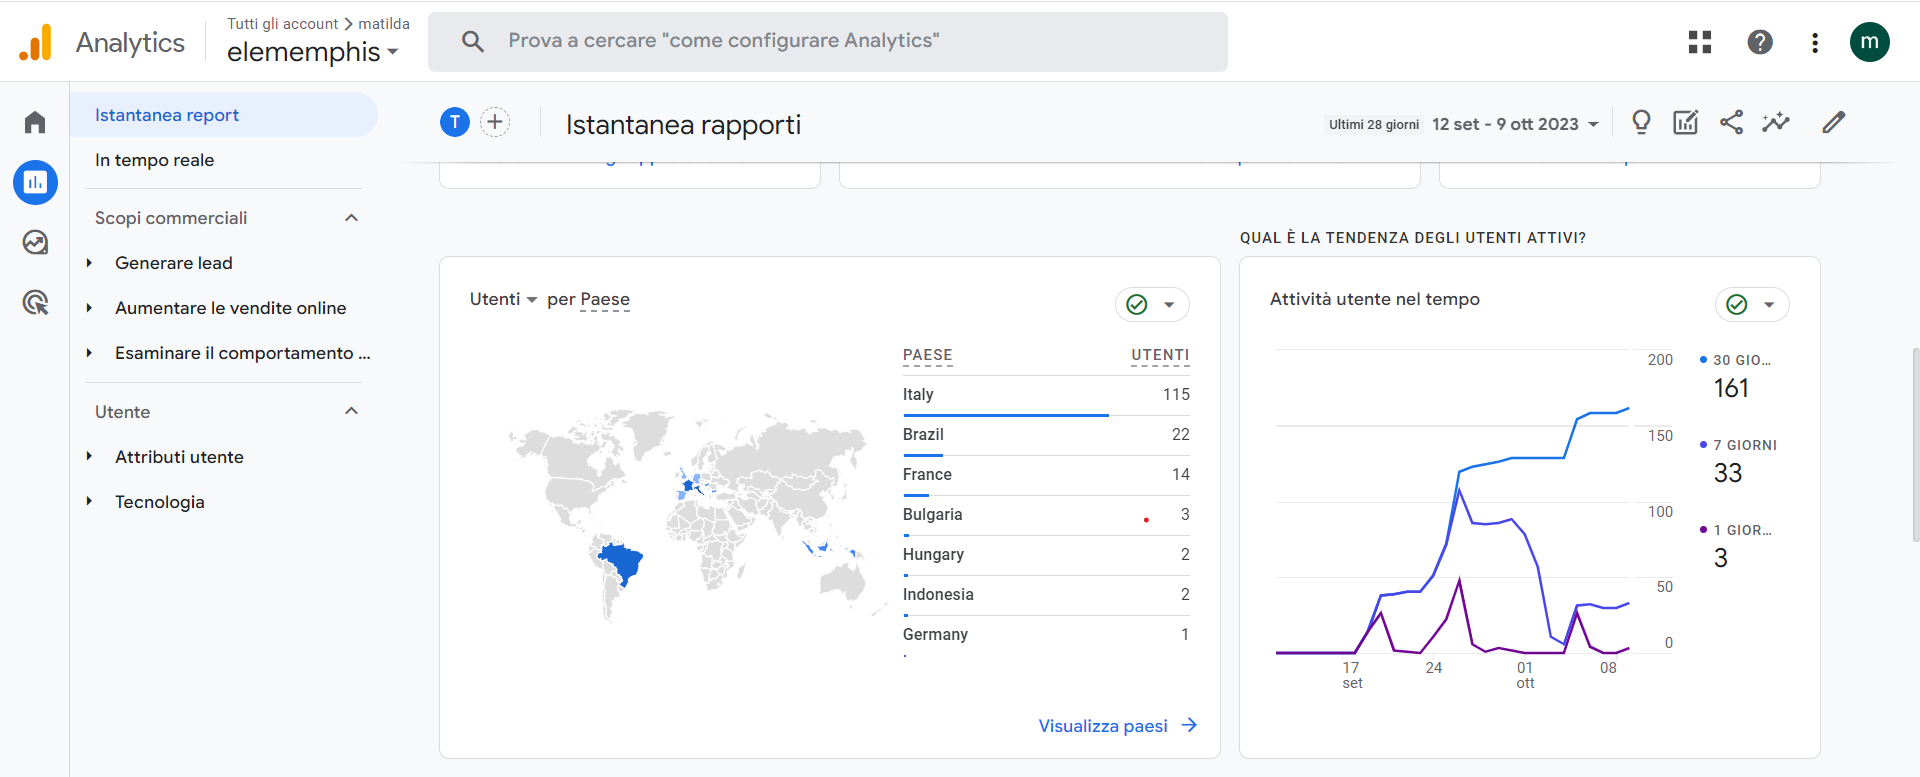 Tutti gli account > matilda
Analytics
elememphis
Prova a cercare "come configurare Analytics"
m
Istantanea report
In tempo reale
Scopi commerciali
Generare lead
Aumentare le vendite online
Esaminare il comportamento ...
Utente
Attributi utente
Tecnologia
T
Istantanea rapporti
Ultimi 28 giorni 12 set - 9 ott 2023
Utenti per Paese
PAESE UTENTI
Italy 115
Brazil 22
France 14
Bulgaria 3
Hungary 2
Indonesia 2
Germany 1
Visualizza paesi
QUAL È LA TENDENZA DEGLI UTENTI ATTIVI?
Attività utente nel tempo
200
150
100
50
0
17 set
24
01 ott
08
30 GIO...
161
7 GIORNI
33
1 GIOR...
3